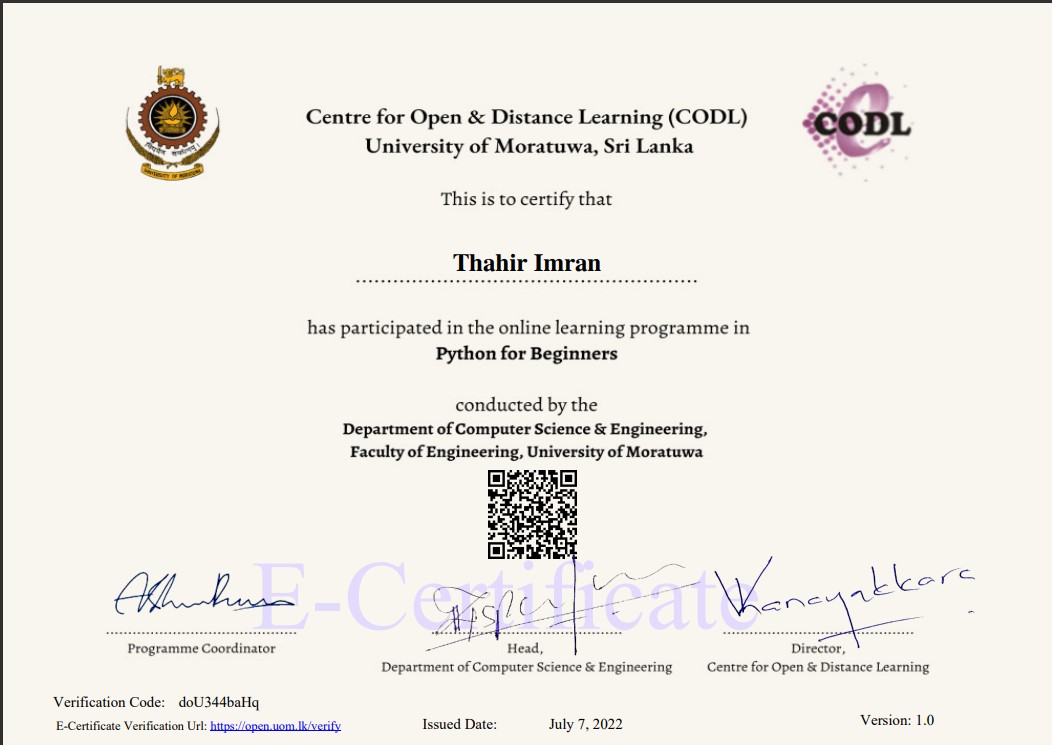 Centre for Open & Distance Learning (CODL)
University of Moratuwa, Sri Lanka
CODL
UNIVERSITY OF MORATUWA
This is to certify that
Thahir Imran
has participated in the online learning programme in
Python for Beginners
conducted by the
Department of Computer Science & Engineering,
Faculty of Engineering, University of Moratuwa
E-Certificate
Programme Coordinator
Head,
Department of Computer Science & Engineering
Director,
Centre for Open & Distance Learning
Verification Code: doU344baHq
E-Certificate Verification Url: https://open.uom.lk/verify
Issued Date: July 7, 2022
Version: 1.0